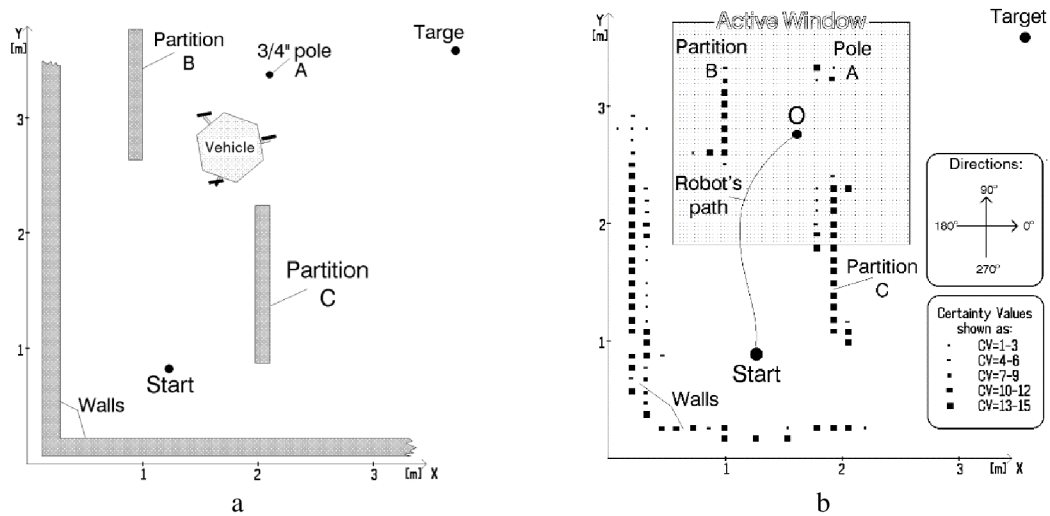 Y
[m]
Partition
B
3/4" pole
A
Targe
3
Vehicle
2
Partition
C
1
Start
Walls
1
2
3
[m] X
a
Y
[m]
Active Window
Target
Partition
B
Pole
A
3
O
Directions:
90°
180°
0°
270°
Robot's
path
2
Partition
C
Certainty Values
shown as:
CV=1-3
CV=4-6
CV=7-9
CV=10-12
CV=13-15
1
Start
Walls
1
2
3
[m] X
b